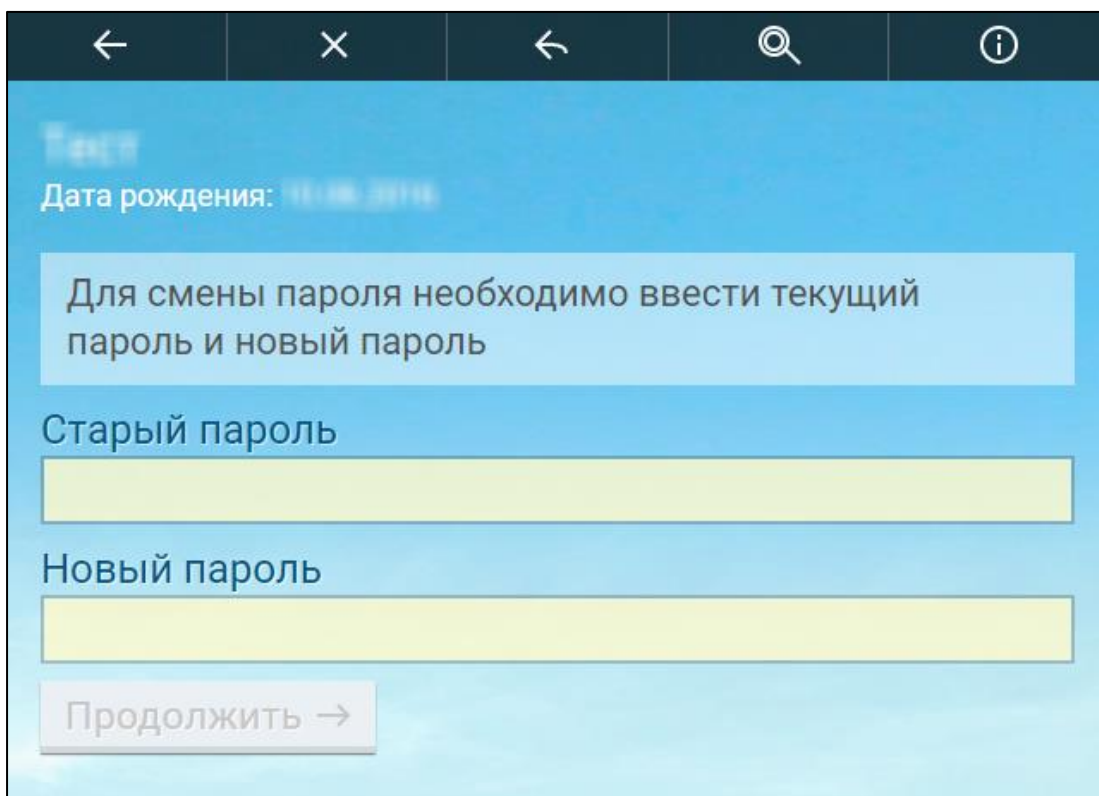 Дата рождения:
Для смены пароля необходимо ввести текущий
пароль и новый пароль
Старый пароль
Новый пароль
Продолжить →